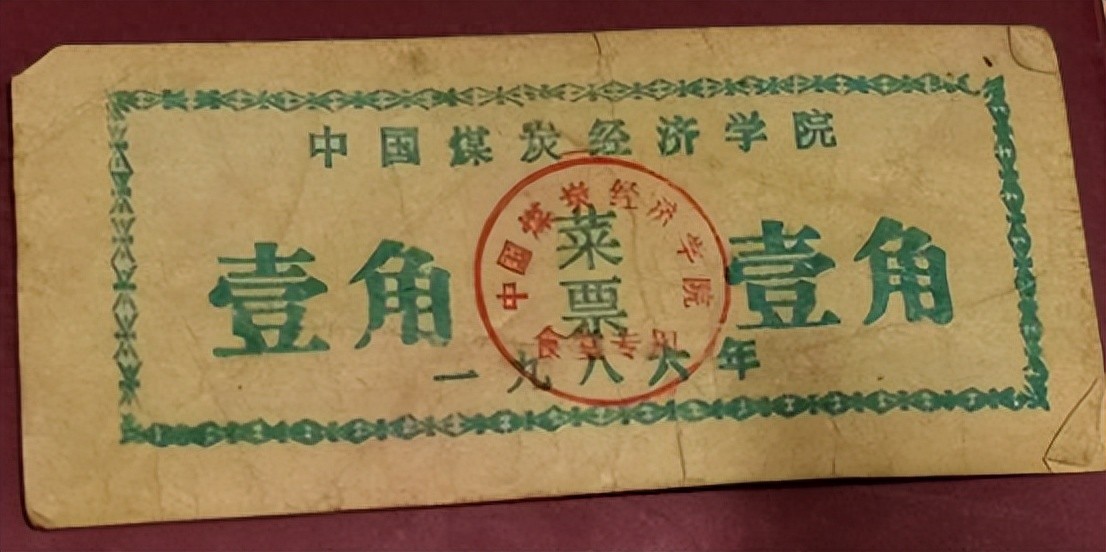 中国煤炭经济学院
壹角
菜票
壹角
一九八六年
中国煤炭经济学院
食堂专用